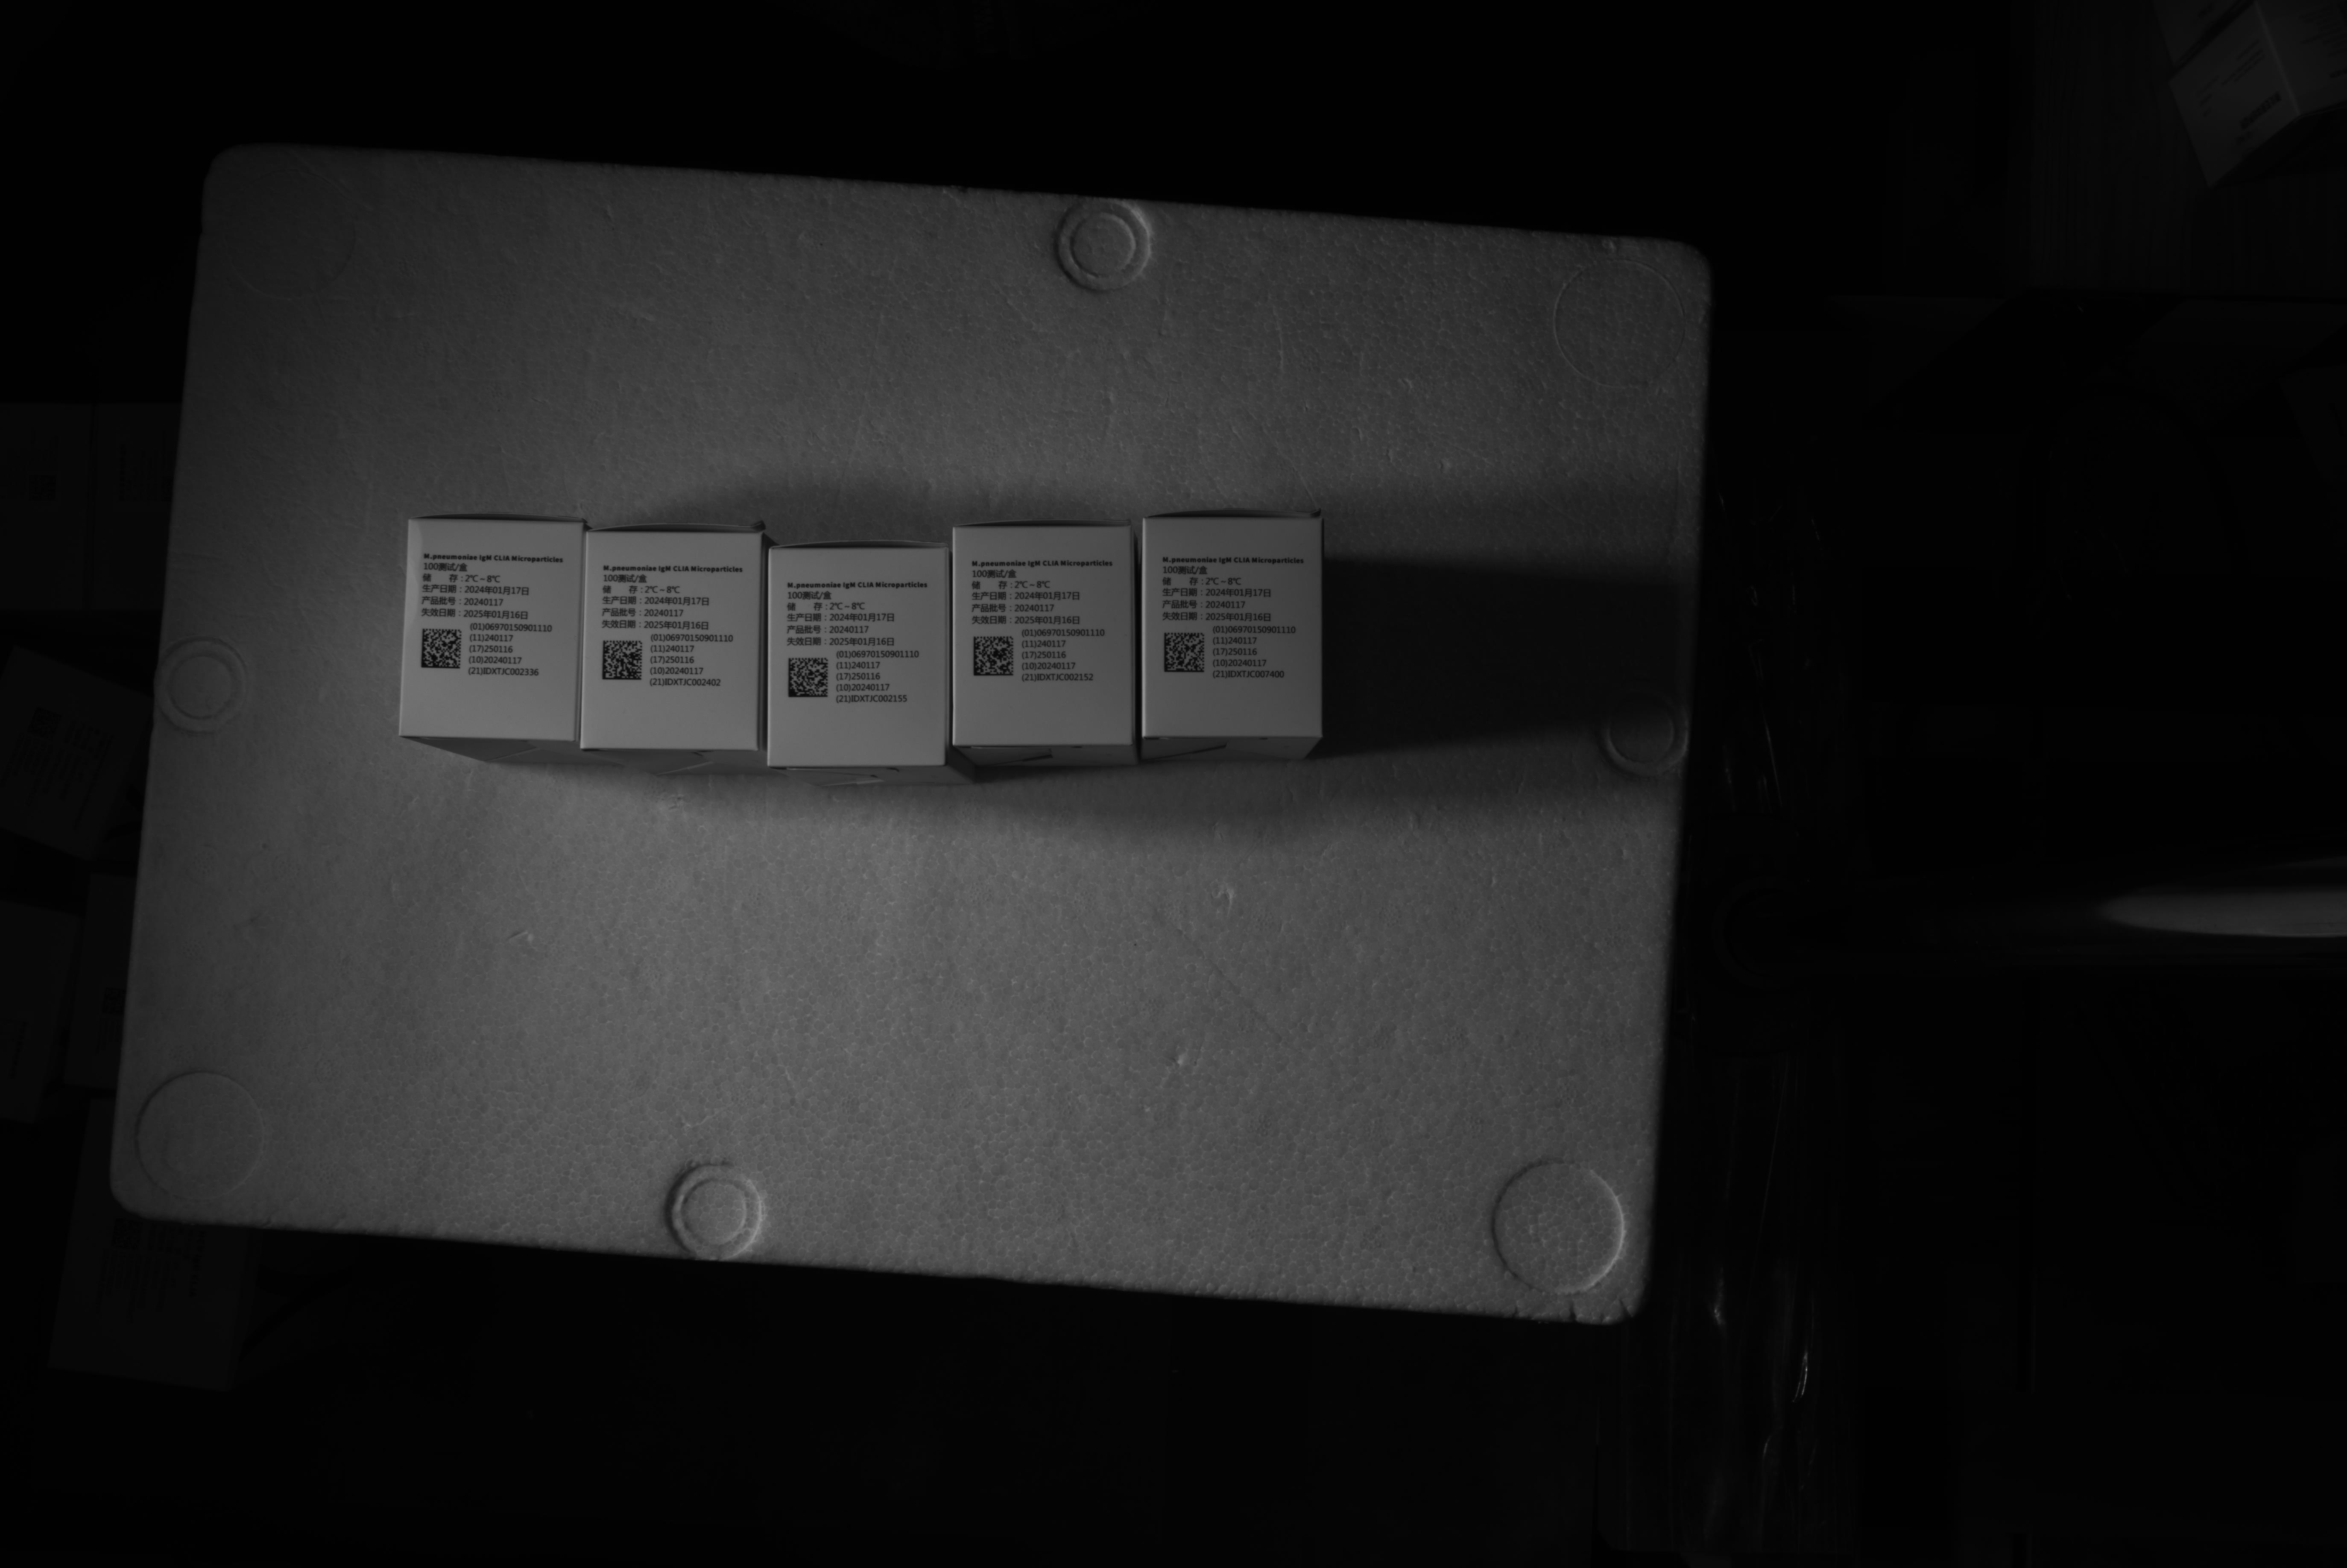 M.pneumoniae IgM CLIA Microparticles
100测试/盒
储 存：2℃~8℃
生产日期：2024年01月17日
产品批号：20240117
失效日期：2025年01月16日
(01)06970150901110
(11)240117
(17)250116
(10)20240117
(21)IDXTJC002336
M.pneumoniae IgM CLIA Microparticles
100测试/盒
储 存：2℃~8℃
生产日期：2024年01月17日
产品批号：20240117
失效日期：2025年01月16日
(01)06970150901110
(11)240117
(17)250116
(10)20240117
(21)IDXTJC002402
M.pneumoniae IgM CLIA Microparticles
100测试/盒
储 存：2℃~8℃
生产日期：2024年01月17日
产品批号：20240117
失效日期：2025年01月16日
(01)06970150901110
(11)240117
(17)250116
(10)20240117
(21)IDXTJC002155
M.pneumoniae IgM CLIA Microparticles
100测试/盒
储 存：2℃~8℃
生产日期：2024年01月17日
产品批号：20240117
失效日期：2025年01月16日
(01)06970150901110
(11)240117
(17)250116
(10)20240117
(21)IDXTJC002152
M.pneumoniae IgM CLIA Microparticles
100测试/盒
储 存：2℃~8℃
生产日期：2024年01月17日
产品批号：20240117
失效日期：2025年01月16日
(01)06970150901110
(11)240117
(17)250116
(10)20240117
(21)IDXTJC007400